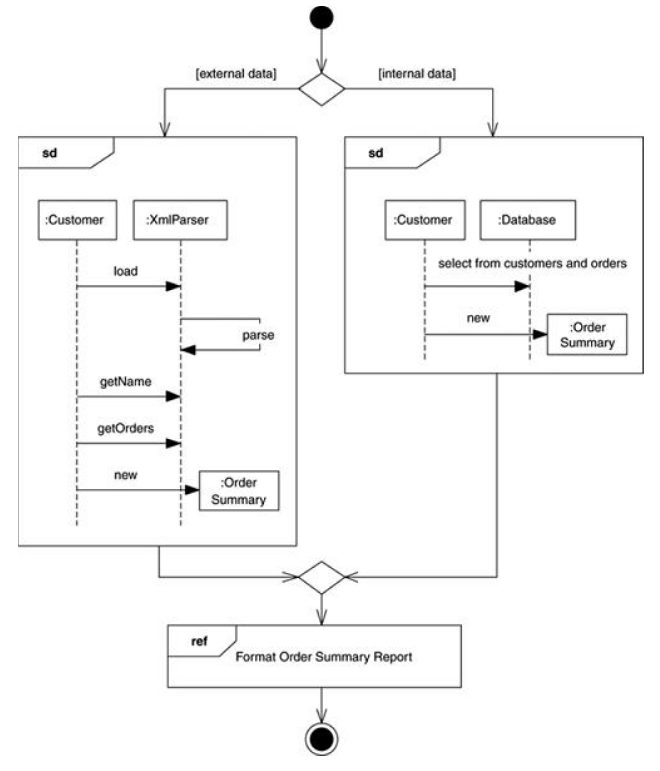 [external data]
[internal data]
sd
:Customer
:XmlParser
load
parse
getName
getOrders
new
:Order
Summary
sd
:Customer
:Database
select from customers and orders
new
:Order
Summary
ref
Format Order Summary Report